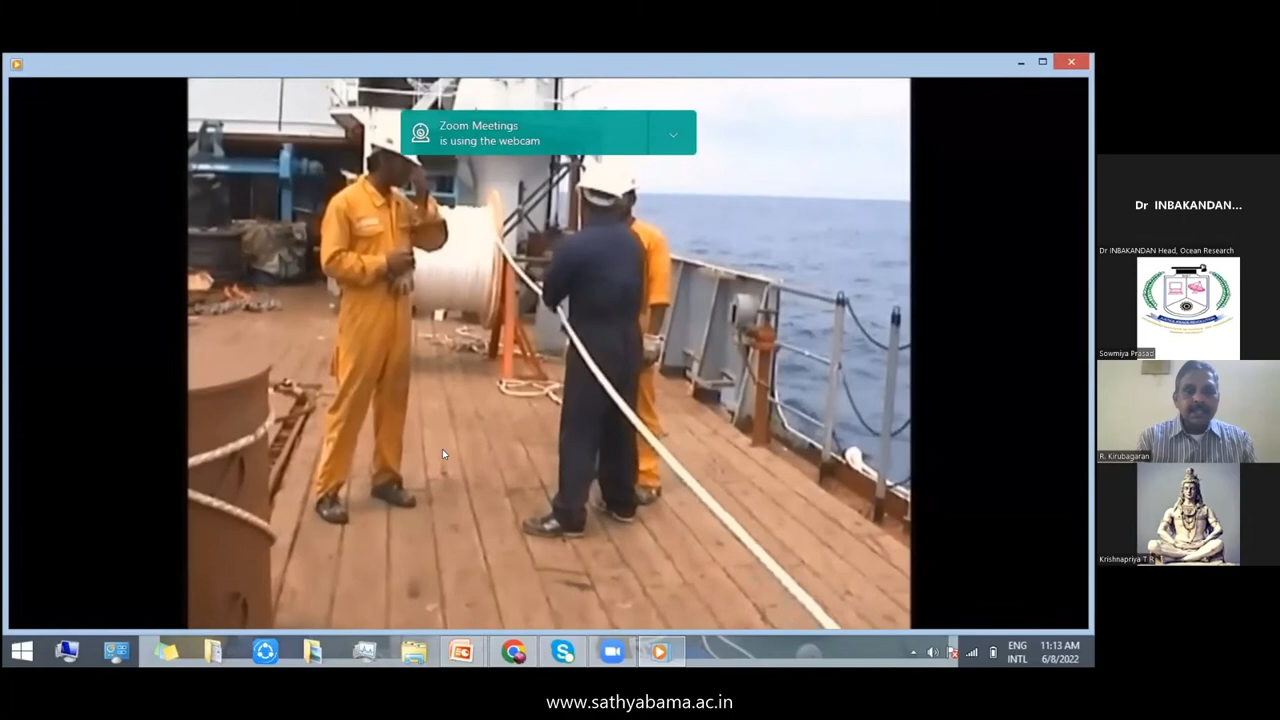 Zoom Meetings
is using the webcam
Dr INBAKANDAN...
Dr INBAKANDAN Head, Ocean Research
Sowmiya Prasad
R. Kirubagaran
Krishnapriya T R
ENG
INTL
11:13 AM
6/8/2022
www.sathyabama.ac.in